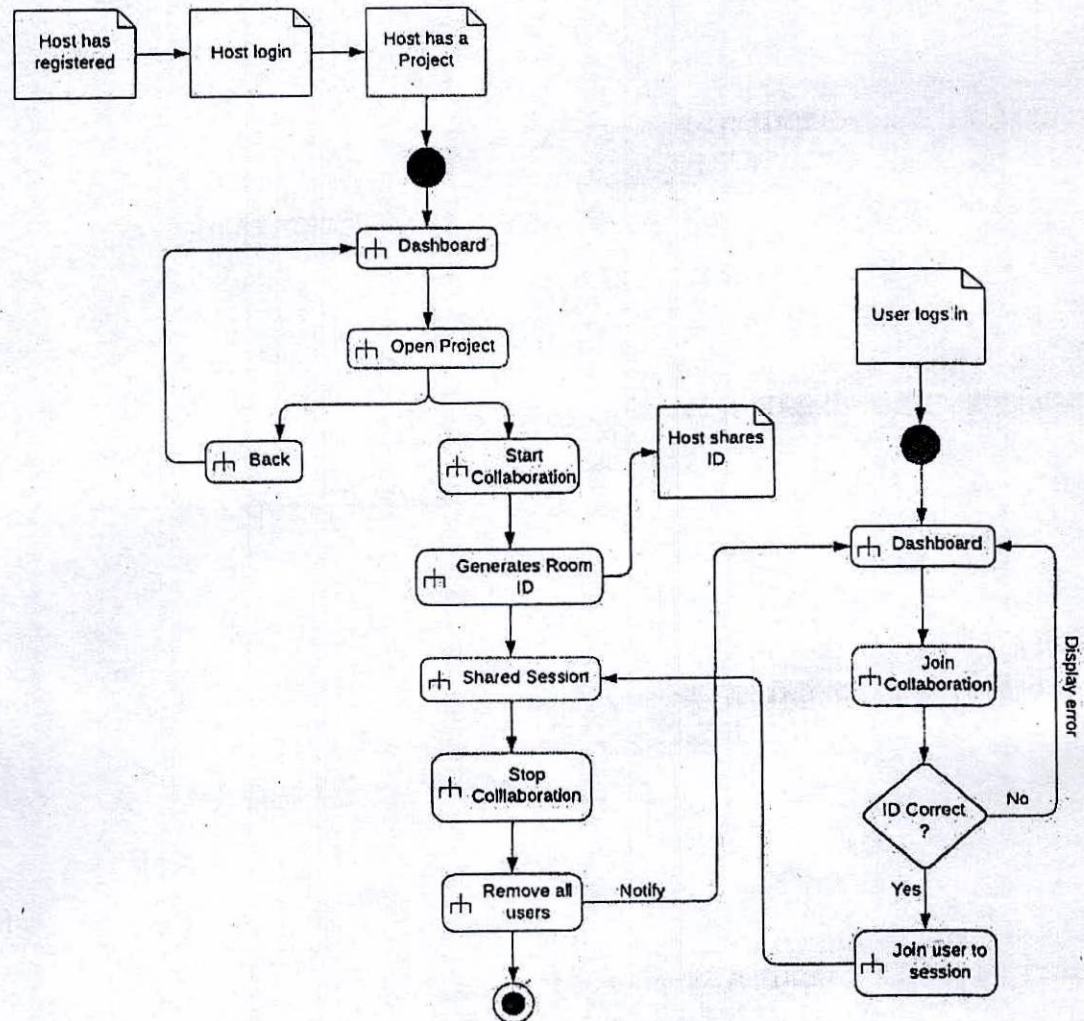 Host has
registered
Host login
Host has a
Project
Dashboard
Open Project
Back
Start
Collaboration
Generates Room
ID
Host shares
ID
Shared Session
Stop
Collaboration
Remove all
users
Notify
User logs in
Dashboard
Join
Collaboration
Display error
ID Correct
?
No
Yes
Join user to
session